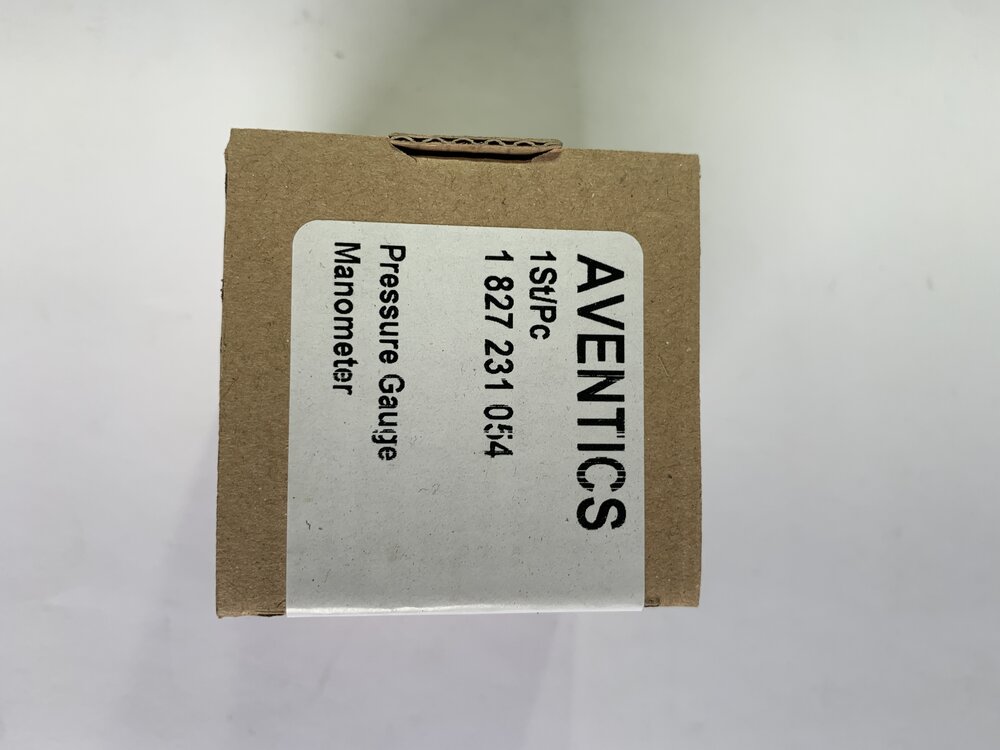 AVENTICS
1St/Pc
1 827 231 054
Pressure Gauge
Manometer